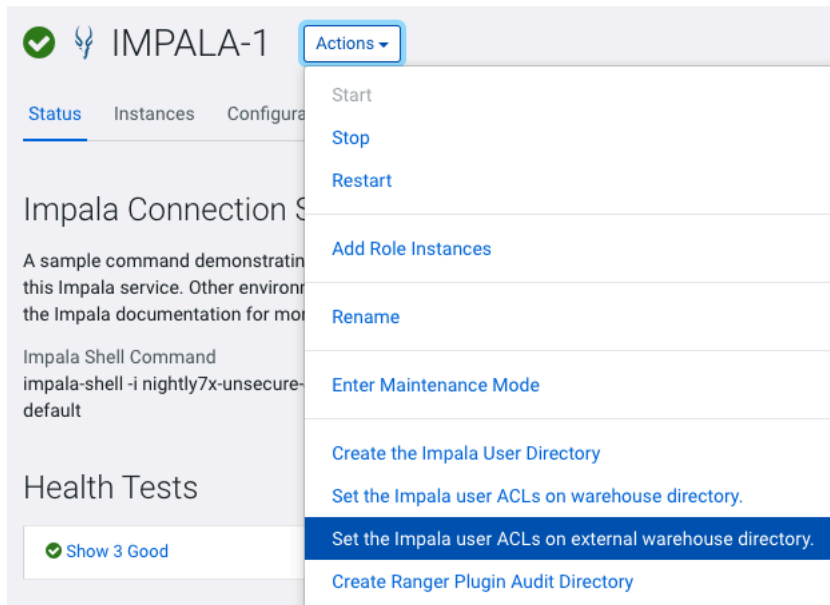 IMPALA-1
Actions
Status Instances Configura
Start
Stop
Restart
Add Role Instances
Rename
Enter Maintenance Mode
Create the Impala User Directory
Set the Impala user ACLs on warehouse directory.
Set the Impala user ACLs on external warehouse directory.
Create Ranger Plugin Audit Directory
Impala Connection S
A sample command demonstratin
this Impala service. Other environ
the Impala documentation for mo
Impala Shell Command
impala-shell -i nightly7x-unsecure-
default
Health Tests
Show 3 Good